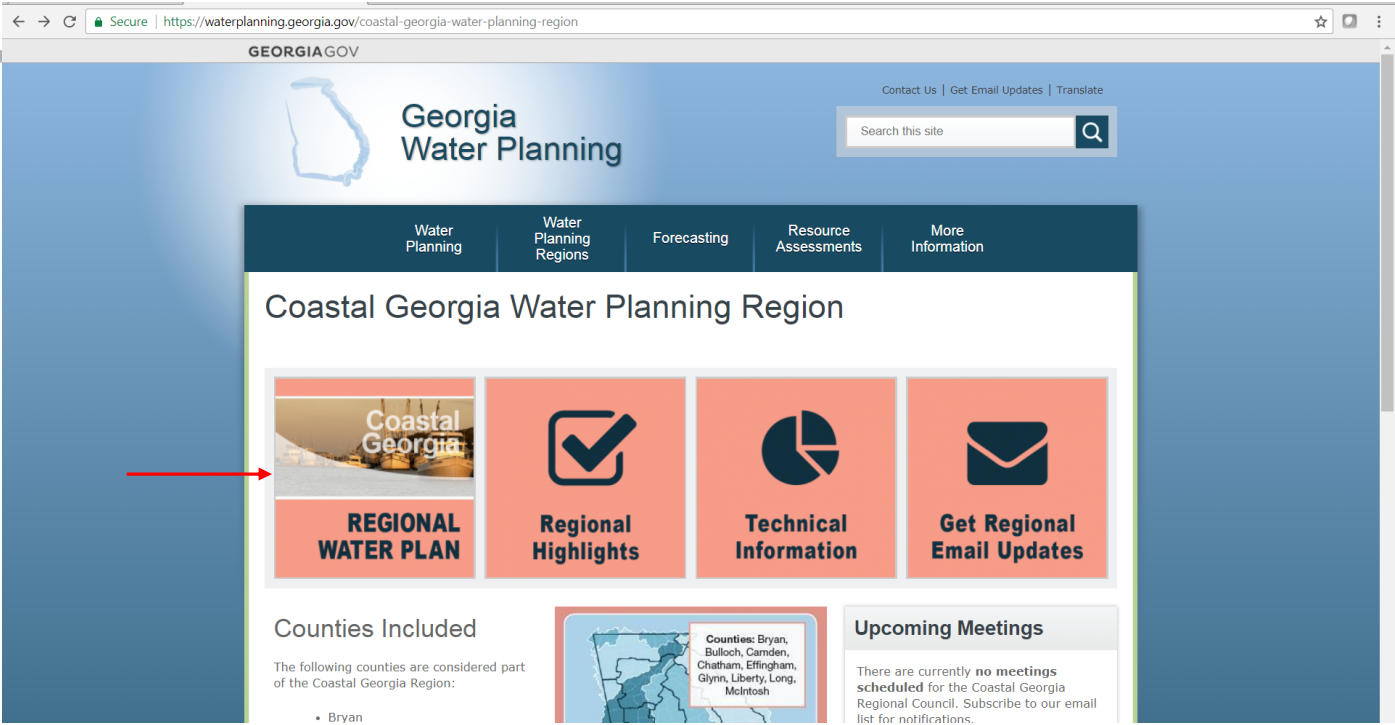 Secure | https://waterplanning.georgia.gov/coastal-georgia-water-planning-region
GEORGIAGOV
Contact Us | Get Email Updates | Translate
Georgia
Water Planning
Search this site
Water
Planning
Water
Planning
Regions
Forecasting
Resource
Assessments
More
Information
Coastal Georgia Water Planning Region
Coastal
Georgia
REGIONAL
WATER PLAN
Regional
Highlights
Technical
Information
Get Regional
Email Updates
Counties Included
The following counties are considered part
of the Coastal Georgia Region:
• Bryan
Counties: Bryan,
Bulloch, Camden,
Chatham, Effingham,
Glynn, Liberty, Long,
McIntosh
Upcoming Meetings
There are currently no meetings
scheduled for the Coastal Georgia
Regional Council. Subscribe to our email
list for notifications.